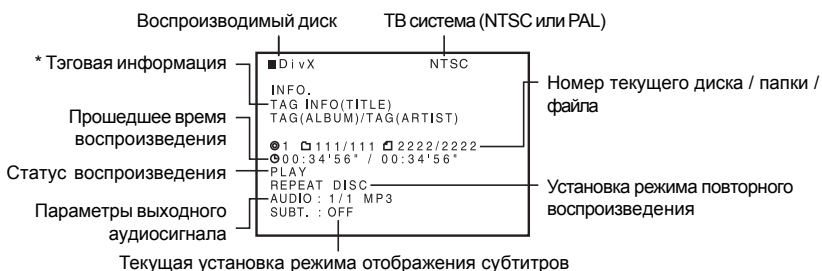 Воспроизводимый диск
ТВ система (NTSC или PAL)
* Тэговая информация
Прошедшее время
воспроизведения
Статус воспроизведения
Параметры выходного
аудиосигнала
■DivX NTSC
INFO.
TAG INFO(TITLE)
TAG(ALBUM)/TAG(ARTIST)
1 111/111 2222/2222
00:34'56" / 00:34'56"
PLAY
REPEAT DISC
AUDIO : 1/1 MP3
SUBT. : OFF
Номер текущего диска / папки /
файла
Установка режима повторного
воспроизведения
Текущая установка режима отображения субтитров